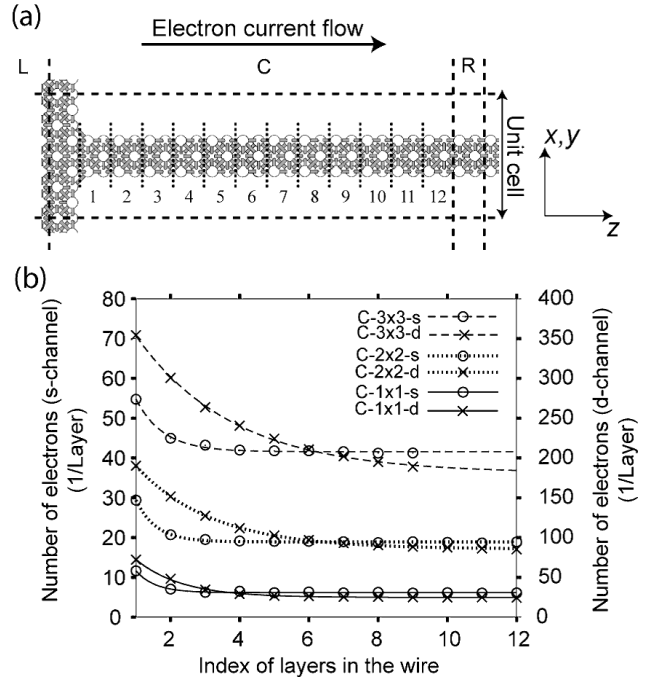 (a)
Electron current flow
L
C
R
1 2 3 4 5 6 7 8 9 10 11 12
Unit cell
x,y
z
(b)
Number of electrons (s-channel)
(1/Layer)
80
70
60
50
40
30
20
10
0
C-3x3-s
C-3x3-d
C-2x2-s
C-2x2-d
C-1x1-s
C-1x1-d
400
350
300
250
200
150
100
50
0
Number of electrons (d-channel)
(1/Layer)
2 4 6 8 10 12
Index of layers in the wire